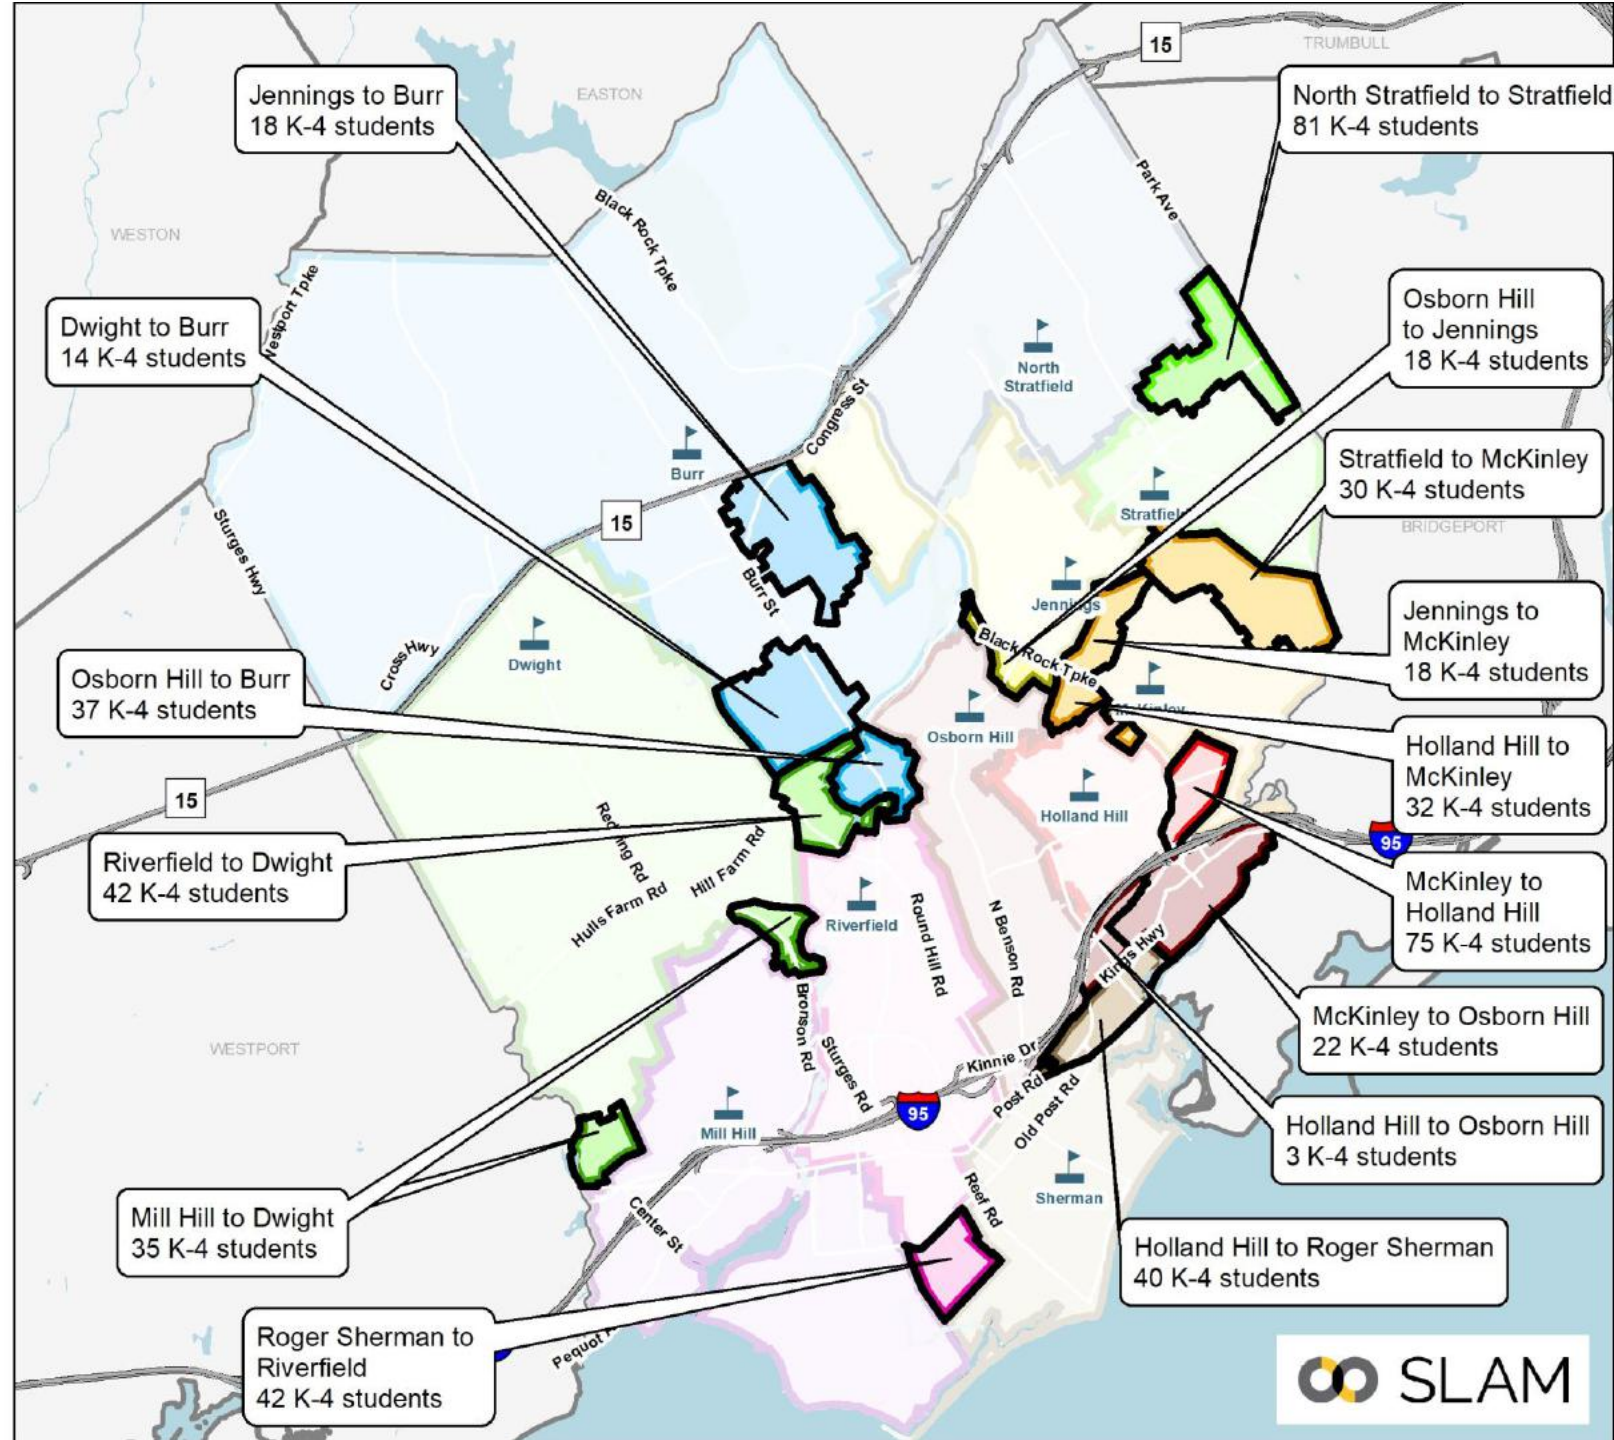 15
TRUMBULL
EASTON
Jennings to Burr
18 K-4 students
North Stratfield to Stratfield
81 K-4 students
Park Ave
Black Rock Tpke
WESTON
Westport Tpke
Dwight to Burr
14 K-4 students
Osborn Hill
to Jennings
18 K-4 students
North
Stratfield
Congress St
Burr
Stratfield to McKinley
30 K-4 students
Stratfiel
15
BRIDGEPORT
Sturges Hwy
Burr St
Jennings
Jennings to
McKinley
18 K-4 students
Dwight
Cross Hwy
Black Rock Tpke
Osborn Hill to Burr
37 K-4 students
McKinley
Osborn Hill
Holland Hill to
McKinley
32 K-4 students
15
Holland Hill
95
Redding Rd
Hill Farm Rd
Riverfield to Dwight
42 K-4 students
Hulls Farm Rd
McKinley to
Holland Hill
75 K-4 students
Riverfield
Round Hill Rd
N Benson Rd
Kings Hwy
Bronson Rd
McKinley to Osborn Hill
22 K-4 students
WESTPORT
Sturges Rd
Kinnie Dr
Post Rd
Old Post Rd
95
Mill Hill
Holland Hill to Osborn Hill
3 K-4 students
Sherman
Reef Rd
Mill Hill to Dwight
35 K-4 students
Center St
Holland Hill to Roger Sherman
40 K-4 students
Roger Sherman to
Riverfield
42 K-4 students
Pequot
SLAM